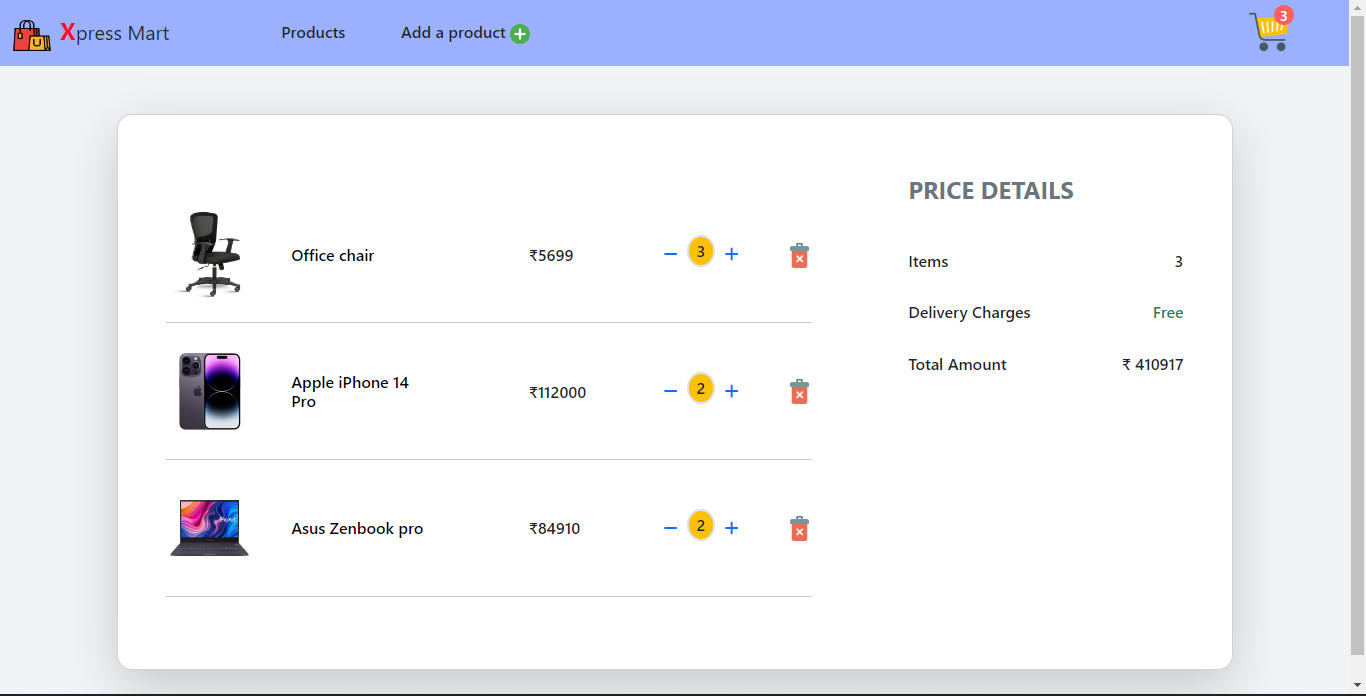 Xpress Mart Products Add a product 3
PRICE DETAILS
Office chair ₹5699 − 3 +
Items 3
Delivery Charges Free
Total Amount ₹ 410917
Apple iPhone 14
Pro
₹112000 − 2 +
Asus Zenbook pro ₹84910 − 2 +